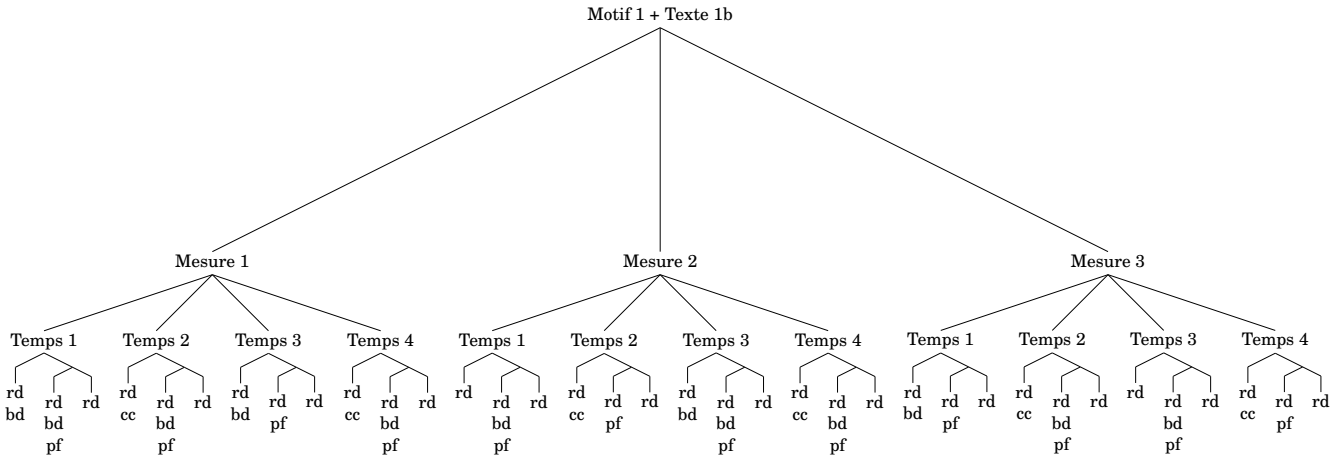 Motif 1 + Texte 1b
Mesure 1 Mesure 2 Mesure 3
Temps 1 Temps 2 Temps 3 Temps 4 Temps 1 Temps 2 Temps 3 Temps 4 Temps 1 Temps 2 Temps 3 Temps 4
rd rd rd rd rd rd rd rd rd rd rd rd rd rd rd rd rd rd rd rd rd rd rd rd rd rd rd rd rd rd rd rd rd rd rd rd
bd bd cc bd bd pf cc bd bd cc pf bd bd cc bd bd pf cc bd bd cc pf
pf pf pf pf pf pf pf pf